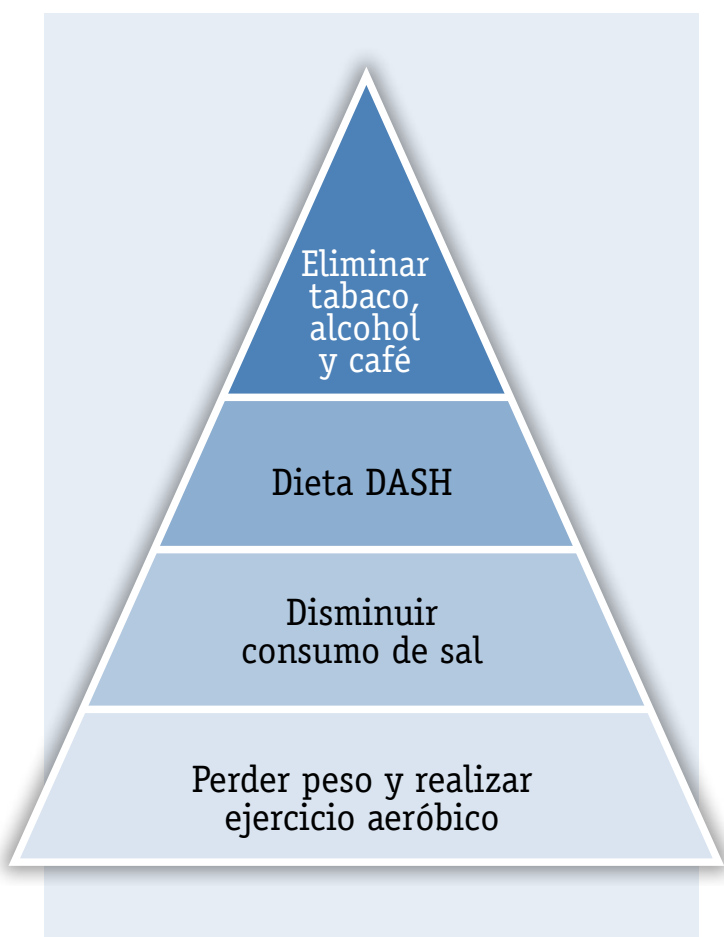 Eliminar
tabaco,
alcohol
y café
Dieta DASH
Disminuir
consumo de sal
Perder peso y realizar
ejercicio aeróbico